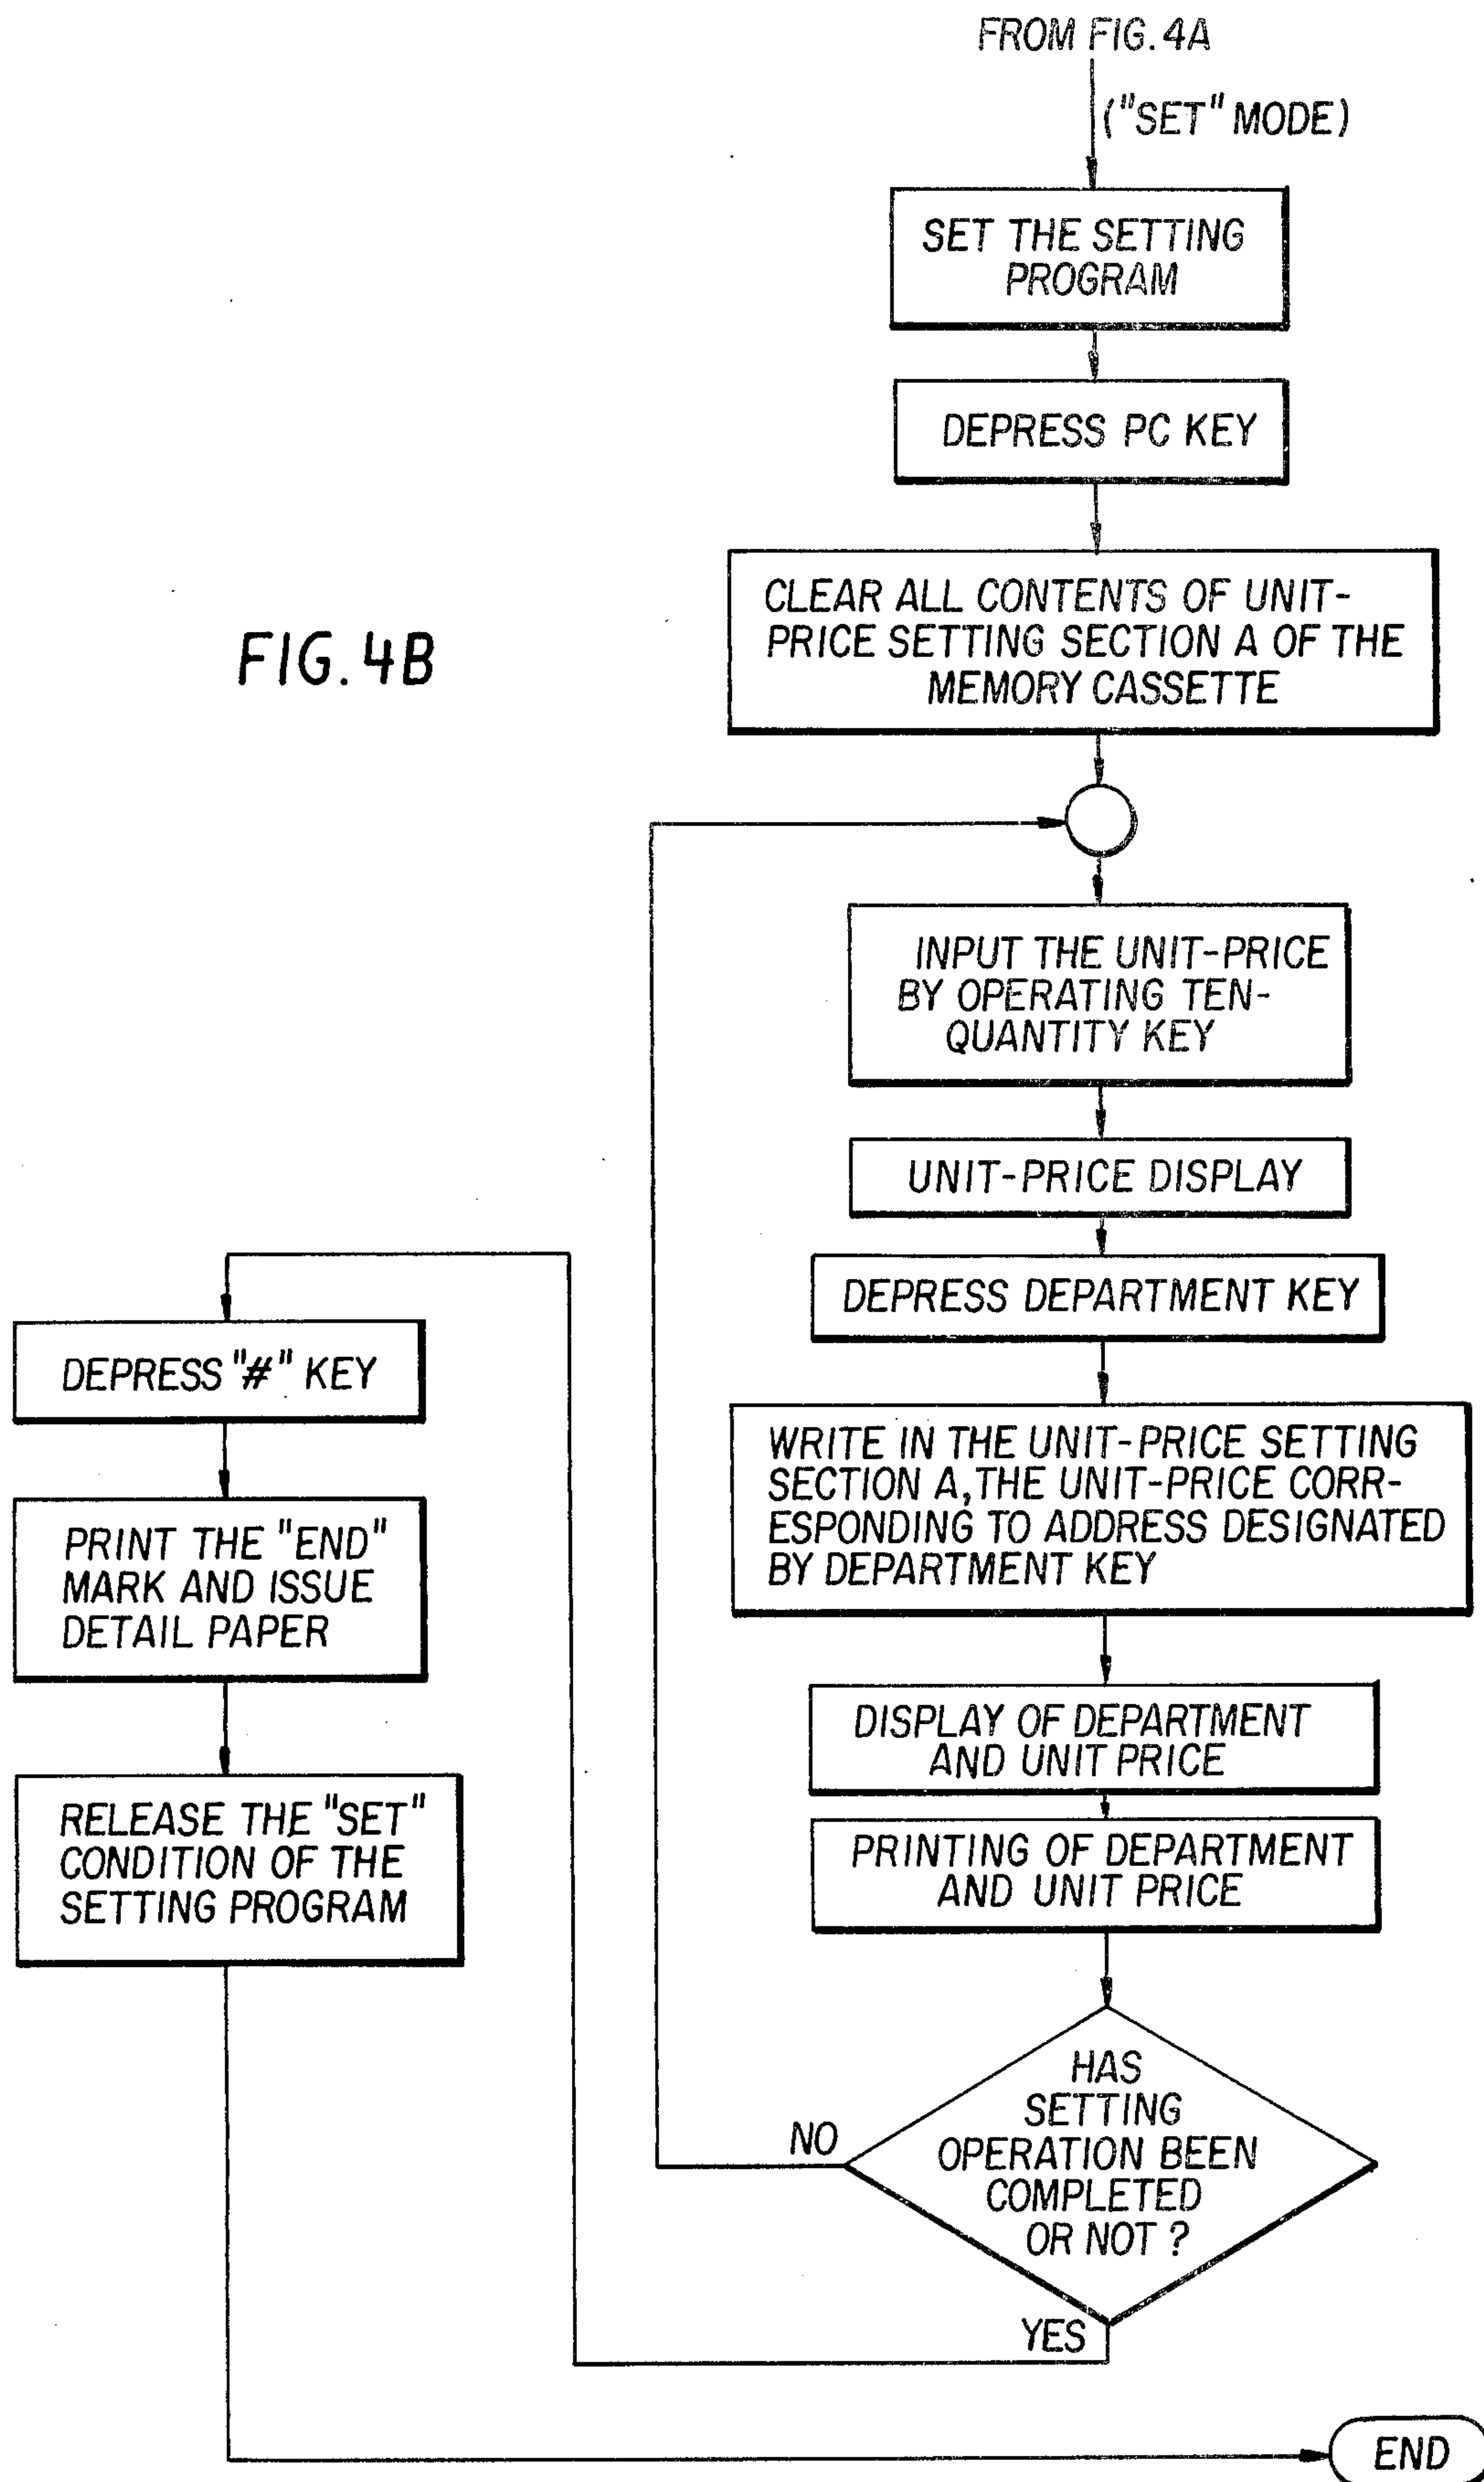 FROM FIG. 4A
("SET" MODE)
SET THE SETTING
PROGRAM
DEPRESS PC KEY
CLEAR ALL CONTENTS OF UNIT-
PRICE SETTING SECTION A OF THE
MEMORY CASSETTE
FIG. 4B
INPUT THE UNIT-PRICE
BY OPERATING TEN-
QUANTITY KEY
UNIT-PRICE DISPLAY
DEPRESS DEPARTMENT KEY
WRITE IN THE UNIT-PRICE SETTING
SECTION A, THE UNIT-PRICE CORR-
ESPONDING TO ADDRESS DESIGNATED
BY DEPARTMENT KEY
DISPLAY OF DEPARTMENT
AND UNIT PRICE
PRINTING OF DEPARTMENT
AND UNIT PRICE
HAS
SETTING
OPERATION BEEN
COMPLETED
OR NOT ?
NO
YES
DEPRESS "#" KEY
PRINT THE "END"
MARK AND ISSUE
DETAIL PAPER
RELEASE THE "SET"
CONDITION OF THE
SETTING PROGRAM
END